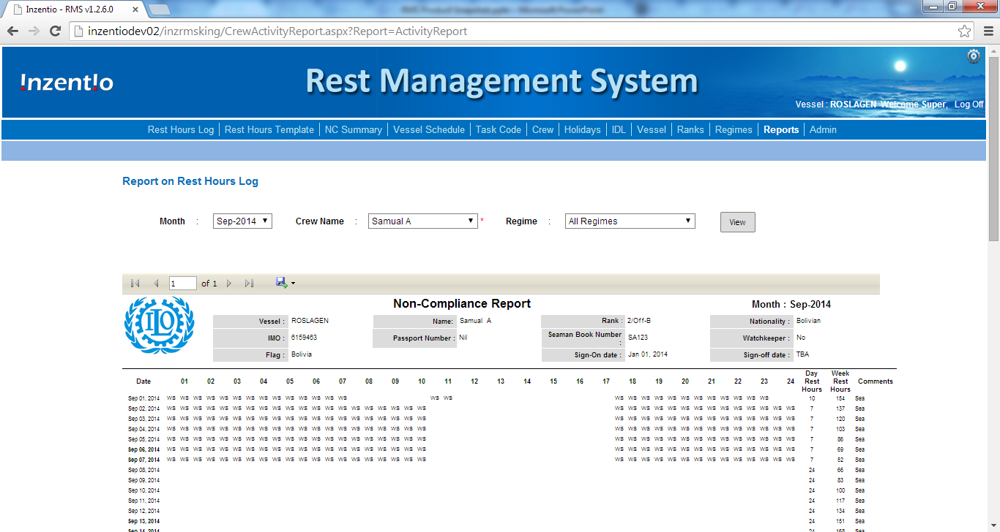 Inzentio - RMS v1.2.6.0
inzentiodev02/inzrmsking/CrewActivityReport.aspx?Report=ActivityReport
!nzent!o
Rest Management System
Vessel : ROSLAGEN Welcome Super, Log Off
Rest Hours Log | Rest Hours Template | NC Summary | Vessel Schedule | Task Code | Crew | Holidays | IDL | Vessel | Ranks | Regimes | Reports | Admin
Report on Rest Hours Log
Month : Sep-2014 Crew Name : Samual A * Regime : All Regimes View
1 of 1
Non-Compliance Report Month : Sep-2014
ILO
Vessel : ROSLAGEN Name: Samual A Rank : 2/Off-B Nationality : Bolivian
IMO : 6159463 Passport Number : Nil Seaman Book Number : SA123 Watchkeeper : No
Flag : Bolivia Sign-On date : Jan 01, 2014 Sign-off date : TBA
Date 01 02 03 04 05 06 07 08 09 10 11 12 13 14 15 16 17 18 19 20 21 22 23 24 Day Rest Hours Week Rest Hours Comments
Sep 01, 2014 WS WS WS WS WS WS WS WS WS WS WS WS WS WS WS WS WS WS WS WS WS WS WS WS WS WS WS WS 10 154 Sea
Sep 02, 2014 WS WS WS WS WS WS WS WS WS WS WS WS WS WS WS WS WS WS WS WS WS WS WS WS WS WS WS WS WS WS WS WS WS WS 7 137 Sea
Sep 03, 2014 WS WS WS WS WS WS WS WS WS WS WS WS WS WS WS WS WS WS WS WS WS WS WS WS WS WS WS WS WS WS WS WS WS WS 7 120 Sea
Sep 04, 2014 WS WS WS WS WS WS WS WS WS WS WS WS WS WS WS WS WS WS WS WS WS WS WS WS WS WS WS WS WS WS WS WS WS WS 7 103 Sea
Sep 05, 2014 WS WS WS WS WS WS WS WS WS WS WS WS WS WS WS WS WS WS WS WS WS WS WS WS WS WS WS WS WS WS WS WS WS WS 7 86 Sea
Sep 06, 2014 WS WS WS WS WS WS WS WS WS WS WS WS WS WS WS WS WS WS WS WS WS WS WS WS WS WS WS WS WS WS WS WS WS WS 7 69 Sea
Sep 07, 2014 WS WS WS WS WS WS WS WS WS WS WS WS WS WS WS WS WS WS WS WS WS WS WS WS WS WS WS WS WS WS WS WS WS WS 7 52 Sea
Sep 08, 2014 24 66 Sea
Sep 09, 2014 24 83 Sea
Sep 10, 2014 24 100 Sea
Sep 11, 2014 24 117 Sea
Sep 12, 2014 24 134 Sea
Sep 13, 2014 24 151 Sea
Sep 14, 2014 24 168 Sea